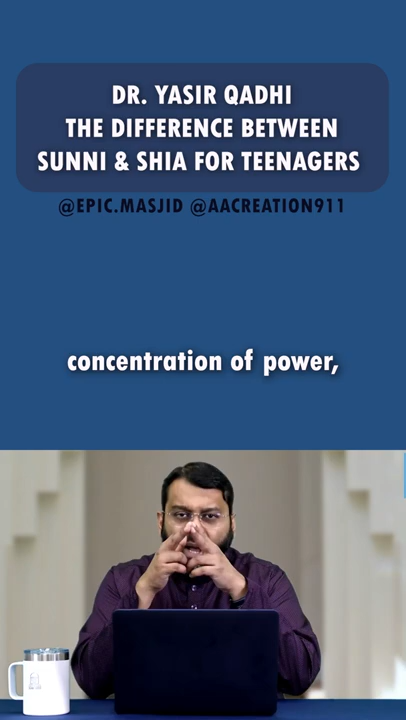 DR. YASIR QADHI
THE DIFFERENCE BETWEEN
SUNNI & SHIA FOR TEENAGERS
@EPIC.MASJID @AACREATION911
concentration of power,